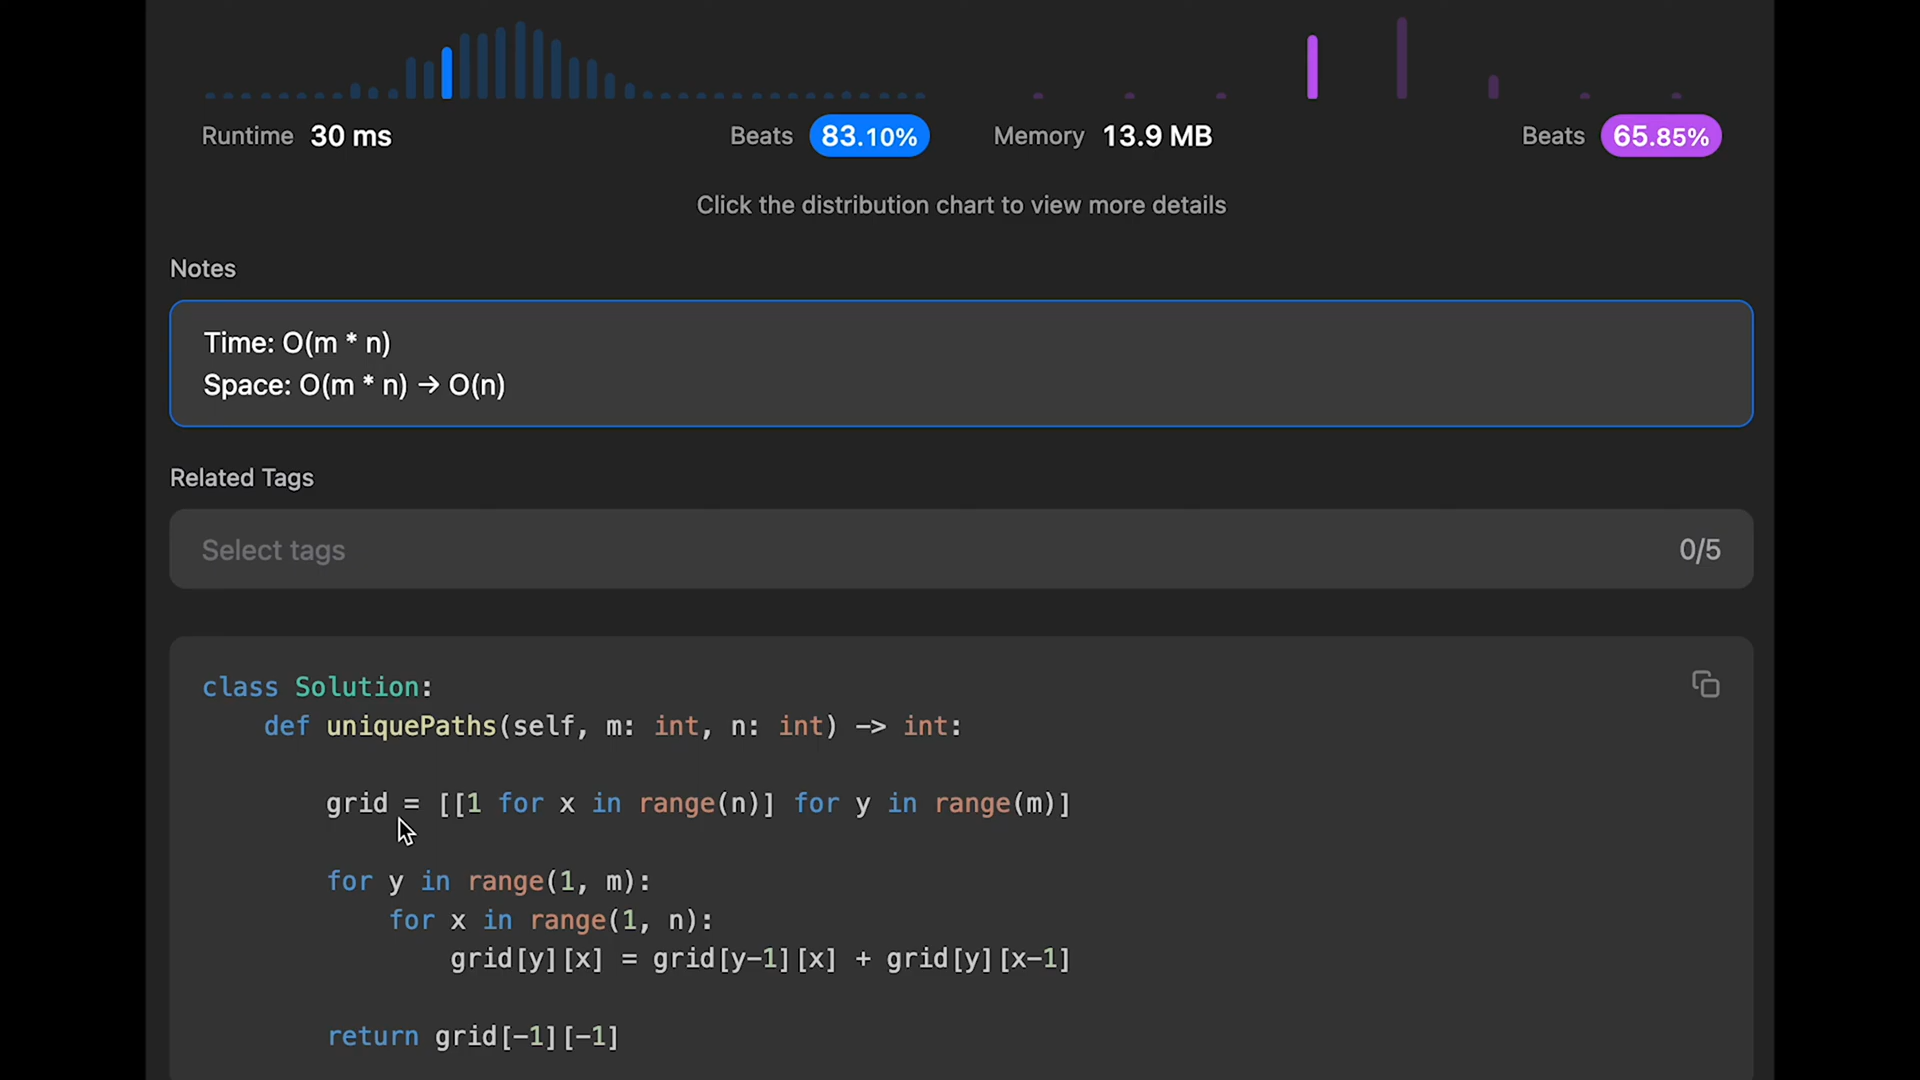 Runtime 30 ms Beats 83.10% Memory 13.9 MB Beats 65.85%
Click the distribution chart to view more details
Notes
Time: O(m * n)
Space: O(m * n) → O(n)
Related Tags
Select tags 0/5
class Solution:
    def uniquePaths(self, m: int, n: int) -> int:
        grid = [[1 for x in range(n)] for y in range(m)]
        for y in range(1, m):
            for x in range(1, n):
                grid[y][x] = grid[y-1][x] + grid[y][x-1]
        return grid[-1][-1]